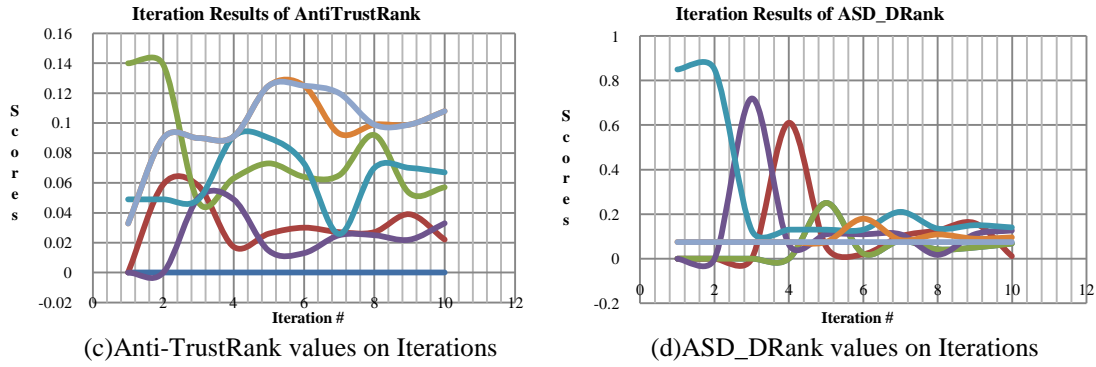 Iteration Results of AntiTrustRank
0.16
0.14
0.12
0.1
0.08
0.06
0.04
0.02
0
-0.02
Scores
0 2 4 6 8 10 12
Iteration #
(c)Anti-TrustRank values on Iterations
Iteration Results of ASD_DRank
1
0.8
0.6
0.4
0.2
0
-0.2
Scores
0 2 4 6 8 10 12
Iteration #
(d)ASD_DRank values on Iterations